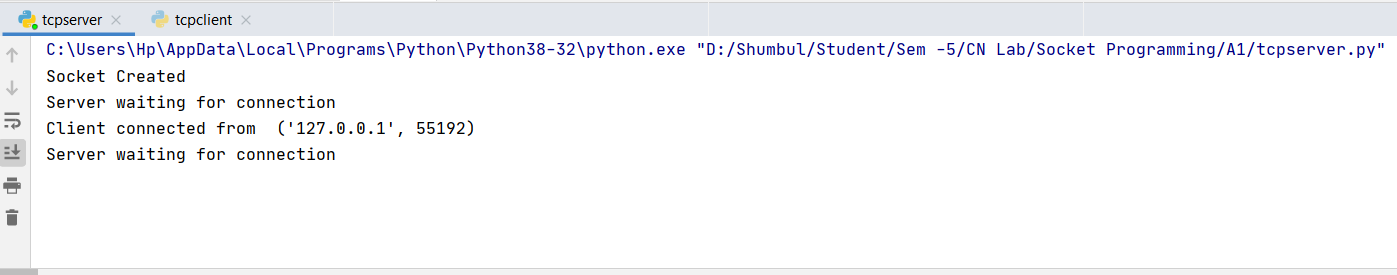 tcpserver tcpclient
C:\Users\Hp\AppData\Local\Programs\Python\Python38-32\python.exe "D:/Shumbul/Student/Sem -5/CN Lab/Socket Programming/A1/tcpserver.py"
Socket Created
Server waiting for connection
Client connected from  ('127.0.0.1', 55192)
Server waiting for connection